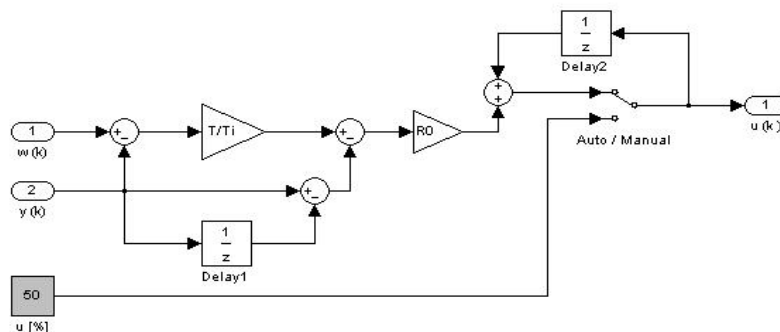 1
z
Delay2
1
w(k)
+
-
T/Ti
+
-
R0
+
+
Auto / Manual
1
u(k)
2
y(k)
+
-
1
z
Delay1
50
u [%]